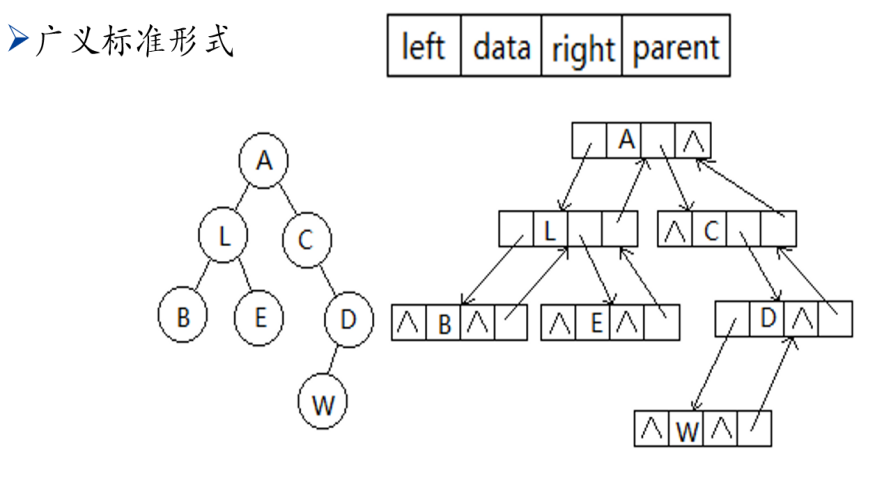 ➢广义标准形式
left data right parent
A
L C
B E D
W
A ∧
L
∧ C
∧ B ∧
∧ E ∧
D ∧
∧ W ∧